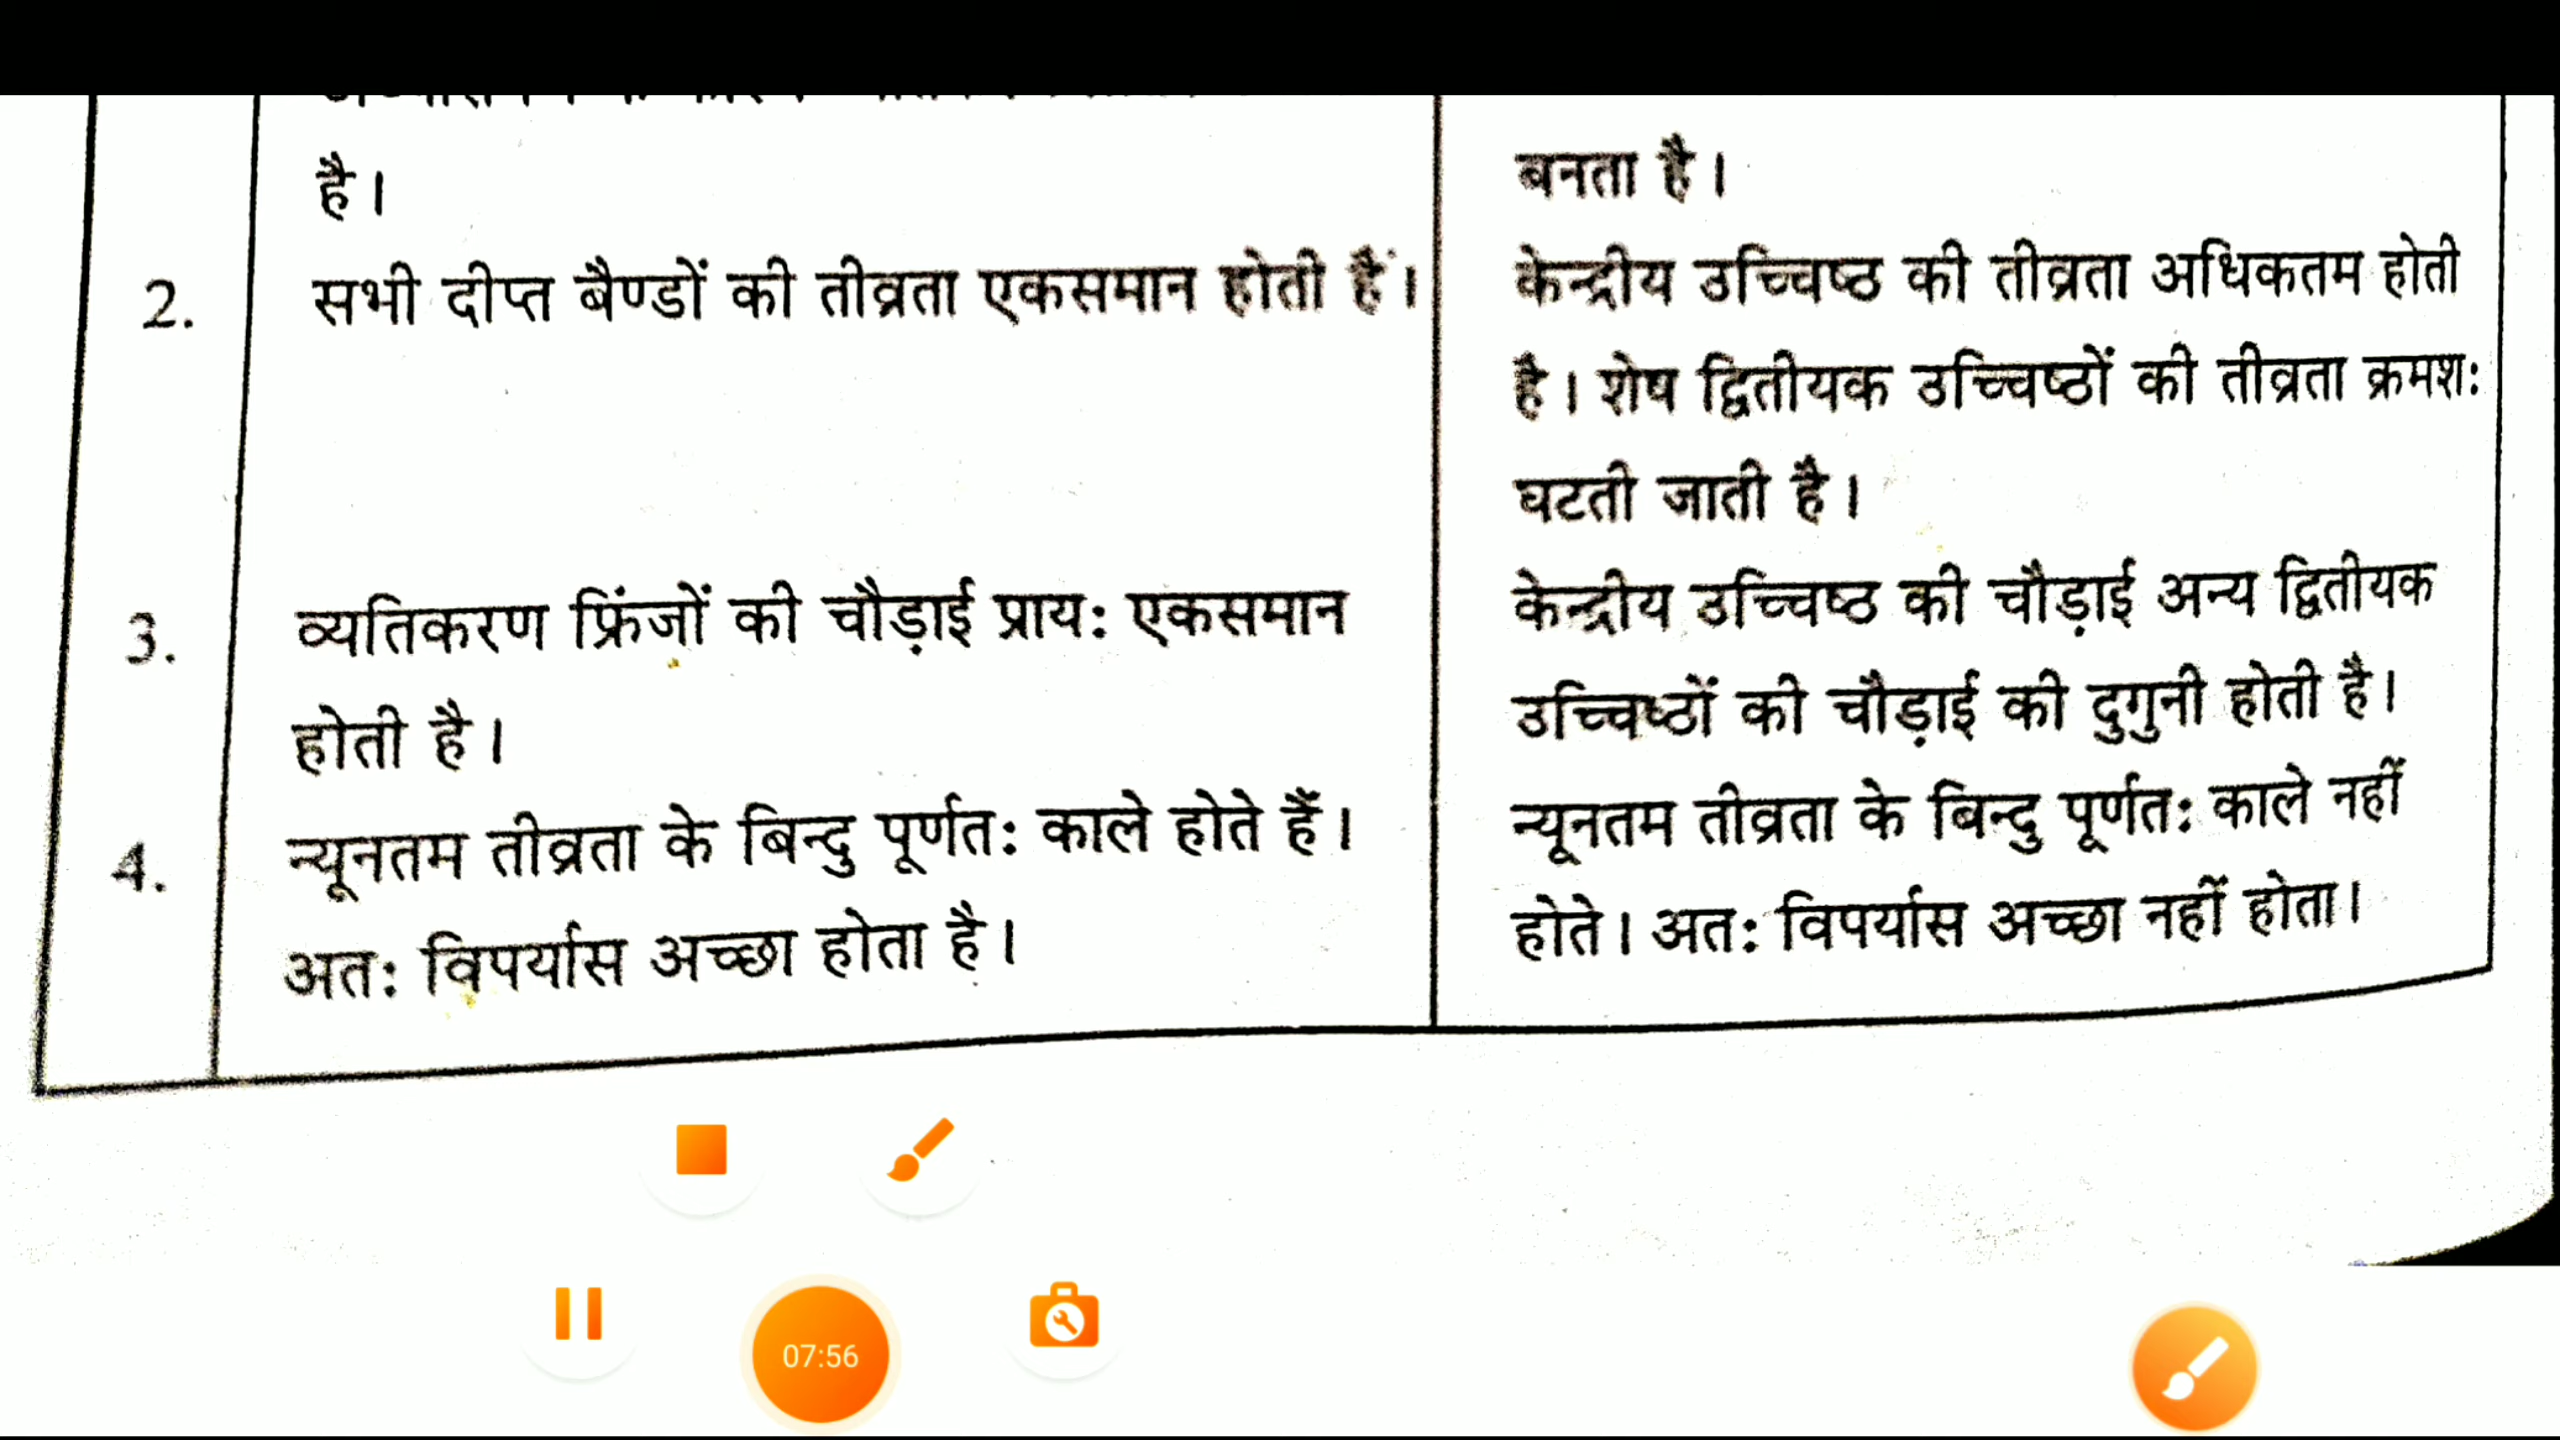 है।
बनता है।
2.
सभी दीप्त बैण्डों की तीव्रता एकसमान होती है।
केन्द्रीय उच्चिष्ठ की तीव्रता अधिकतम होती
है। शेष द्वितीयक उच्चिष्ठों की तीव्रता क्रमशः
घटती जाती है।
3.
व्यतिकरण फ्रिंजों की चौड़ाई प्रायः एकसमान
होती है।
केन्द्रीय उच्चिष्ठ की चौड़ाई अन्य द्वितीयक
उच्चिष्ठों की चौड़ाई की दुगुनी होती है।
4.
न्यूनतम तीव्रता के बिन्दु पूर्णतः काले होते हैं।
अतः विपर्यास अच्छा होता है।
न्यूनतम तीव्रता के बिन्दु पूर्णतः काले नहीं
होते। अतः विपर्यास अच्छा नहीं होता।
07:56